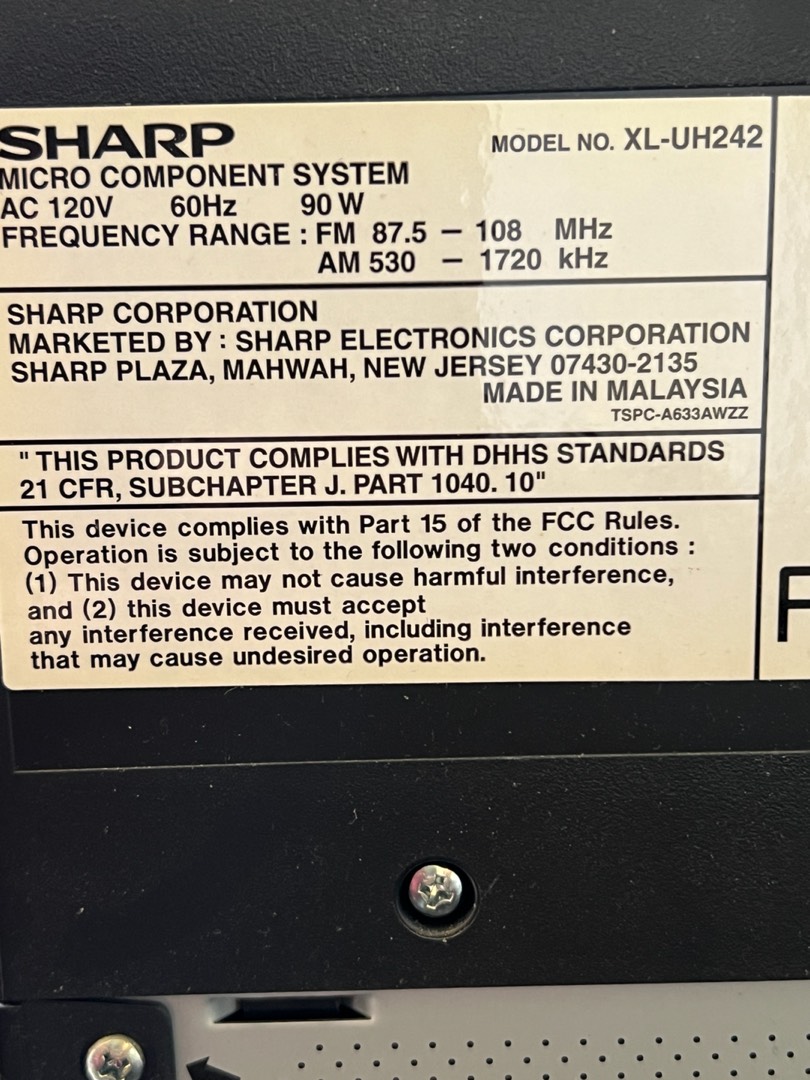 SHARP
MODEL NO. XL-UH242
MICRO COMPONENT SYSTEM
AC 120V 60Hz 90 W
FREQUENCY RANGE : FM 87.5 – 108 MHz
AM 530 – 1720 kHz
SHARP CORPORATION
MARKETED BY : SHARP ELECTRONICS CORPORATION
SHARP PLAZA, MAHWAH, NEW JERSEY 07430-2135
MADE IN MALAYSIA
TSPC-A633AWZZ
" THIS PRODUCT COMPLIES WITH DHHS STANDARDS
21 CFR, SUBCHAPTER J. PART 1040. 10"
This device complies with Part 15 of the FCC Rules.
Operation is subject to the following two conditions :
(1) This device may not cause harmful interference,
and (2) this device must accept
any interference received, including interference
that may cause undesired operation.